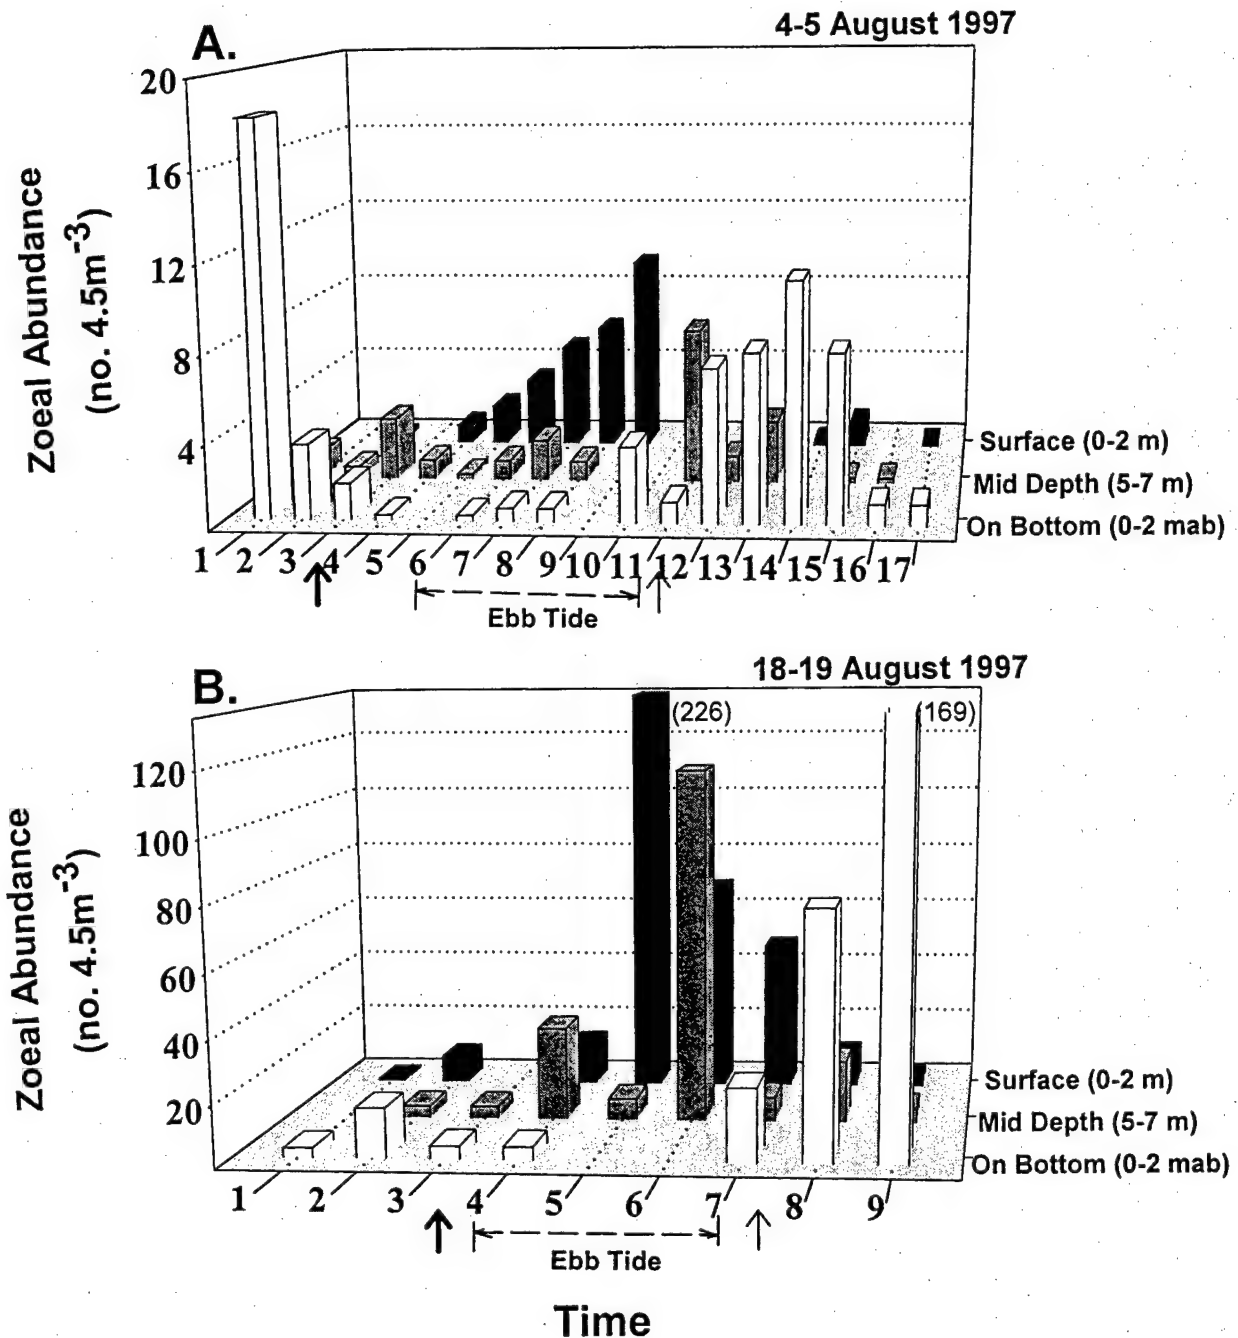 A.
4-5 August 1997
20
16
12
8
4
Zoeal Abundance
(no. 4.5m⁻³)
Surface (0-2 m)
Mid Depth (5-7 m)
On Bottom (0-2 mab)
1 2 3 4 5 6 7 8 9 10 11 12 13 14 15 16 17
Ebb Tide
B.
18-19 August 1997
(226)
(169)
120
100
80
60
40
20
Zoeal Abundance
(no. 4.5m⁻³)
Surface (0-2 m)
Mid Depth (5-7 m)
On Bottom (0-2 mab)
1 2 3 4 5 6 7 8 9
Ebb Tide
Time